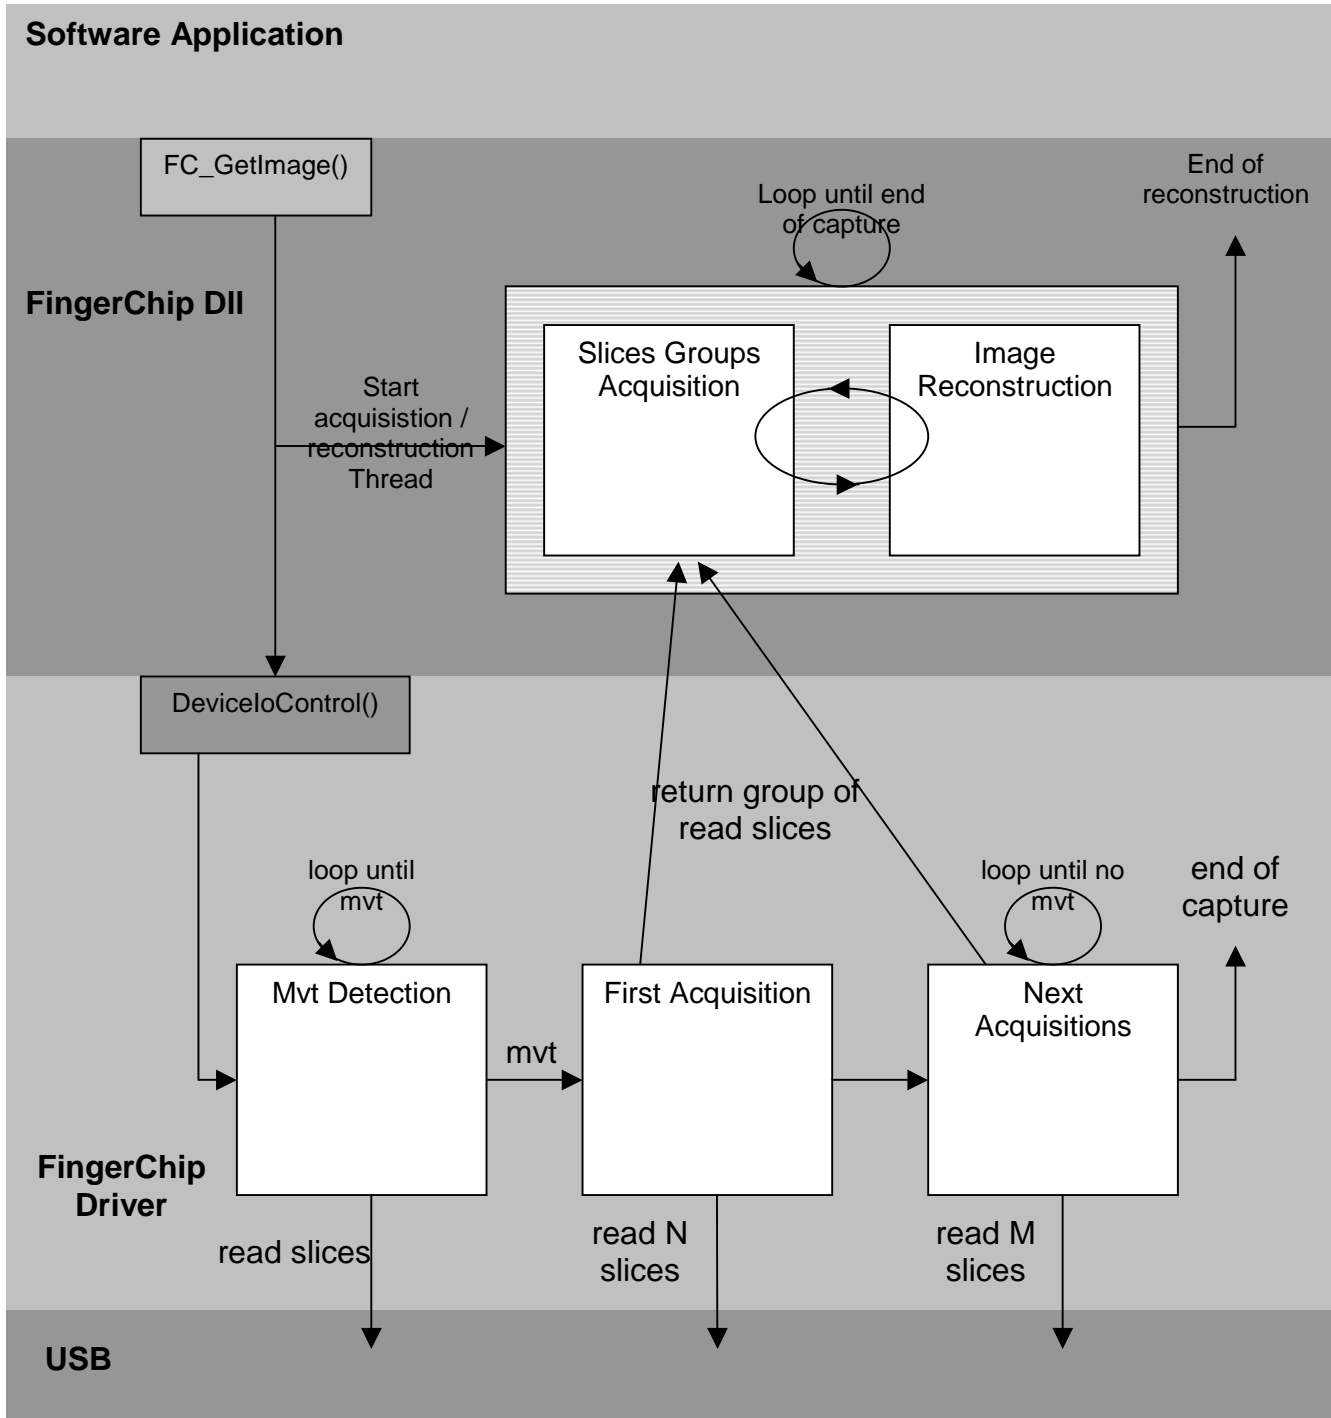 Software Application
FC_GetImage()
End of
reconstruction
Loop until end
of capture
FingerChip Dll
Slices Groups
Acquisition
Image
Reconstruction
Start
acquisistion /
reconstruction
Thread
DeviceIoControl()
return group of
read slices
loop until
mvt
loop until no
mvt
end of
capture
Mvt Detection
First Acquisition
Next
Acquisitions
mvt
FingerChip
Driver
read slices
read N
slices
read M
slices
USB